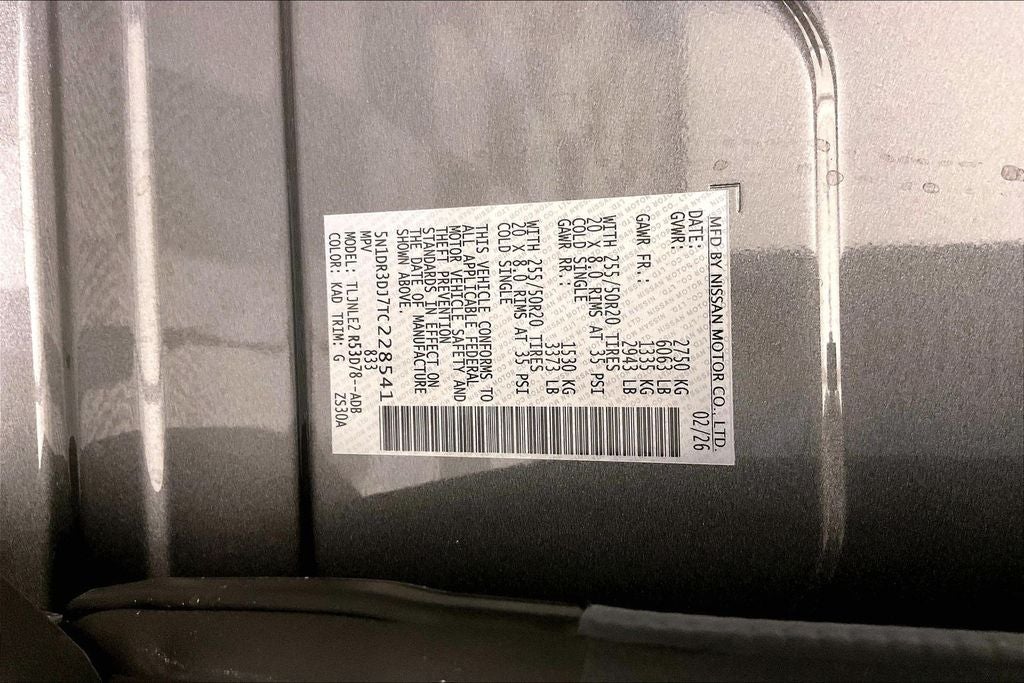 MFD BY NISSAN MOTOR CO., LTD.
DATE: 02/26
GVWR: 2750 KG
6063 LB
GAWR FR.: 1335 KG
2943 LB
WITH 255/50R20 TIRES
20 X 8.0 RIMS AT 35 PSI
COLD SINGLE
GAWR RR.: 1530 KG
3373 LB
WITH 255/50R20 TIRES
20 X 8.0 RIMS AT 35 PSI
COLD SINGLE
THIS VEHICLE CONFORMS TO
ALL APPLICABLE FEDERAL
MOTOR VEHICLE SAFETY AND
THEFT PREVENTION
STANDARDS IN EFFECT ON
THE DATE OF MANUFACTURE
SHOWN ABOVE.
5N1DR3DJ7TC228541
MPV 833
MODEL: TLJNLE2 R53D78--ADB
COLOR: KAD TRIM: G ZS30A